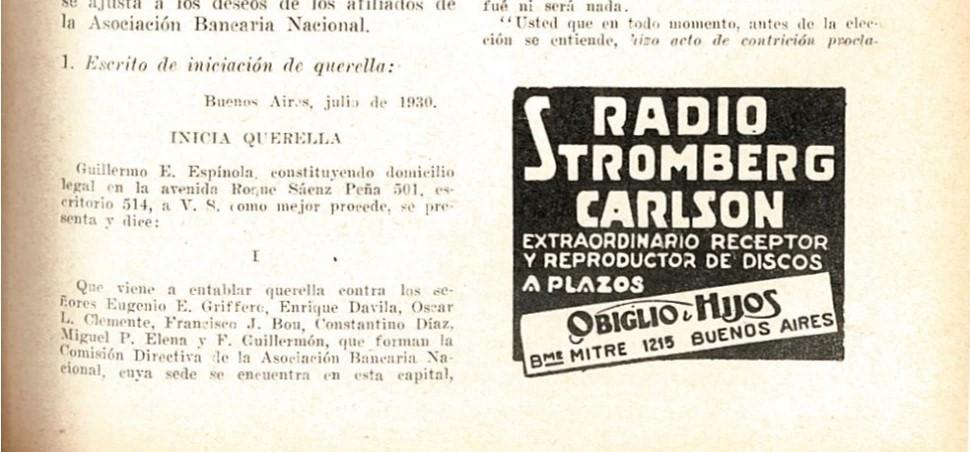 se ajusta a los deseos de los afiliados de
la Asociación Bancaria Nacional.
1. Escrito de iniciación de querella:
Buenos Aires, julio de 1930.
INICIA QUERELLA
Guillermo E. Espínola, constituyendo domicilio
legal en la avenida Roque Sáenz Peña 501, es-
critorio 514, a V. S. como mejor procede, se pre-
senta y dice:
I
Que viene a entablar querella contra los se-
ñores Eugenio E. Griffero, Enrique Davila, Oscar
L. Clemente, Francisco J. Bou, Constantino Díaz,
Miguel P. Elena y F. Guillermón, que forman la
Comisión Directiva de la Asociación Bancaria Na-
cional, cuya sede se encuentra en esta capital,
fué ni será nada.
"Usted que en todo momento, antes de la elec-
ción se entiende, hizo acto de contrición procla-
RADIO
STROMBERG
CARLSON
EXTRAORDINARIO RECEPTOR
Y REPRODUCTOR DE DISCOS
A PLAZOS
OBIGLIO é HIJOS
BME MITRE 1215 BUENOS AIRES